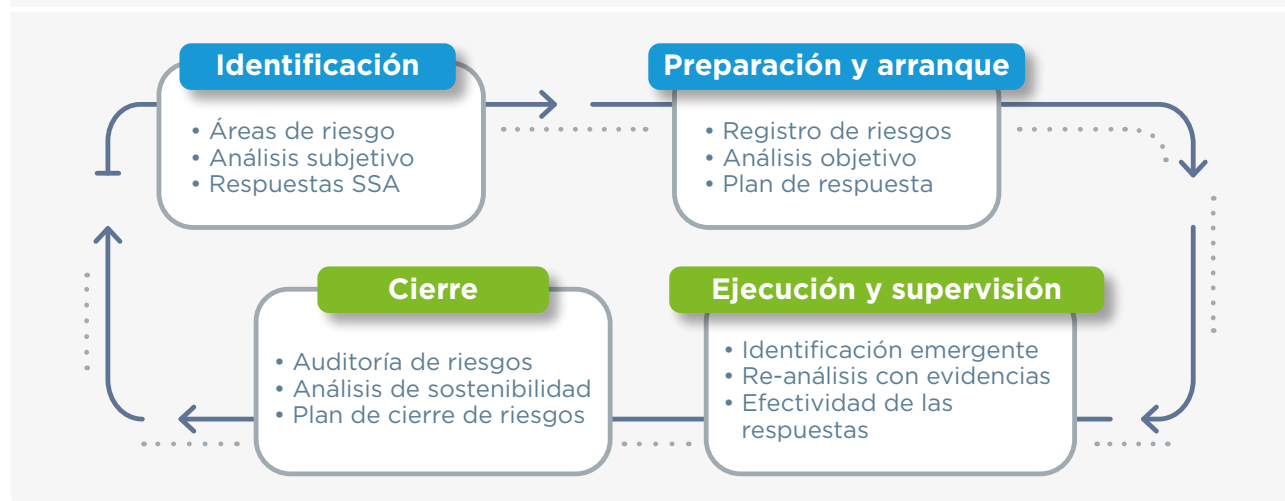 Identificación
• Áreas de riesgo
• Análisis subjetivo
• Respuestas SSA
Preparación y arranque
• Registro de riesgos
• Análisis objetivo
• Plan de respuesta
Ejecución y supervisión
• Identificación emergente
• Re-análisis con evidencias
• Efectividad de las
respuestas
Cierre
• Auditoría de riesgos
• Análisis de sostenibilidad
• Plan de cierre de riesgos